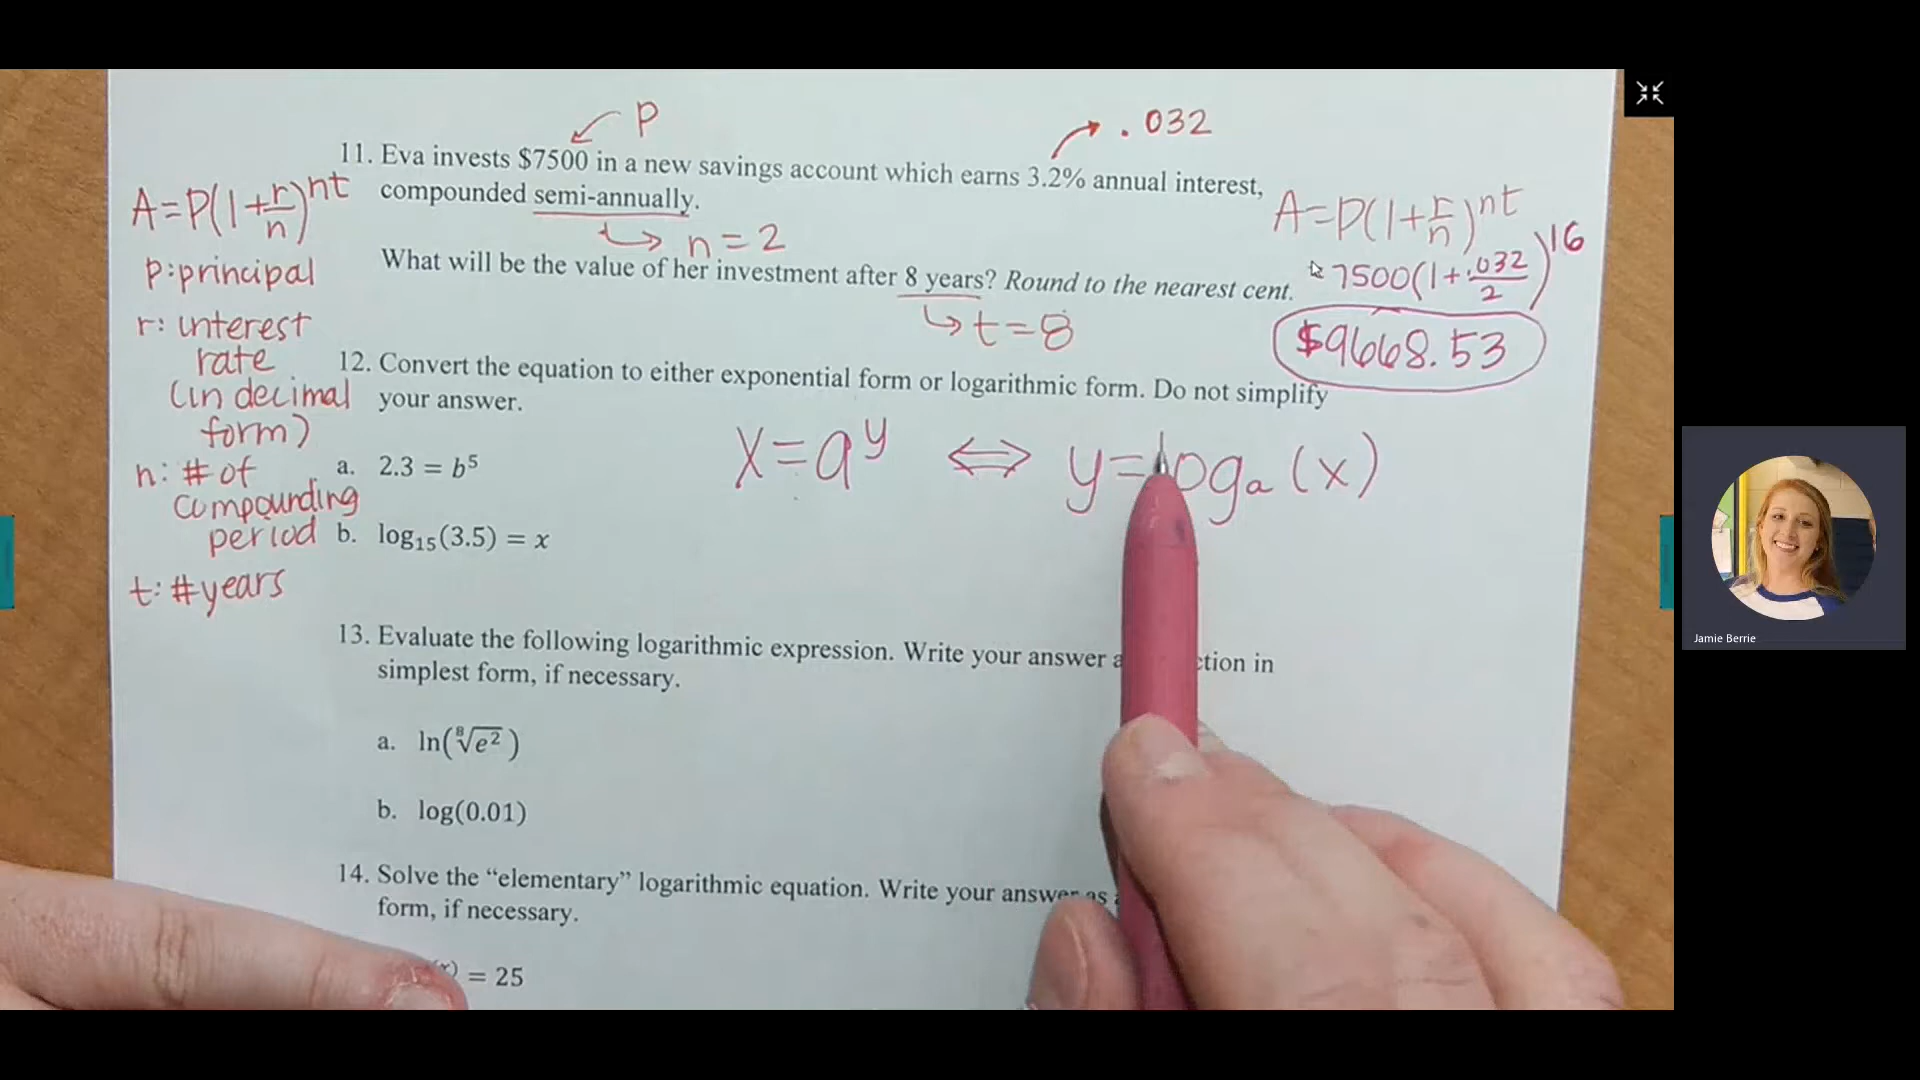 P
.032
11. Eva invests $7500 in a new savings account which earns 3.2% annual interest,
compounded semi-annually.
n = 2
What will be the value of her investment after 8 years? Round to the nearest cent.
t = 8
A=P(1+r/n)^nt
P:principal
r: interest
rate
(in decimal
form)
n: # of
compounding
period
t: #years
A=P(1+r/n)^nt
7500(1+.032/2)^16
$9668.53
12. Convert the equation to either exponential form or logarithmic form. Do not simplify
your answer.
x=a^y ⇔ y=log_a(x)
a. 2.3 = b⁵
b. log₁₅(3.5) = x
13. Evaluate the following logarithmic expression. Write your answer
simplest form, if necessary.
in
a. ln(⁸√e²)
b. log(0.01)
14. Solve the “elementary” logarithmic equation. Write your answer as
form, if necessary.
= 25
Jamie Berrie